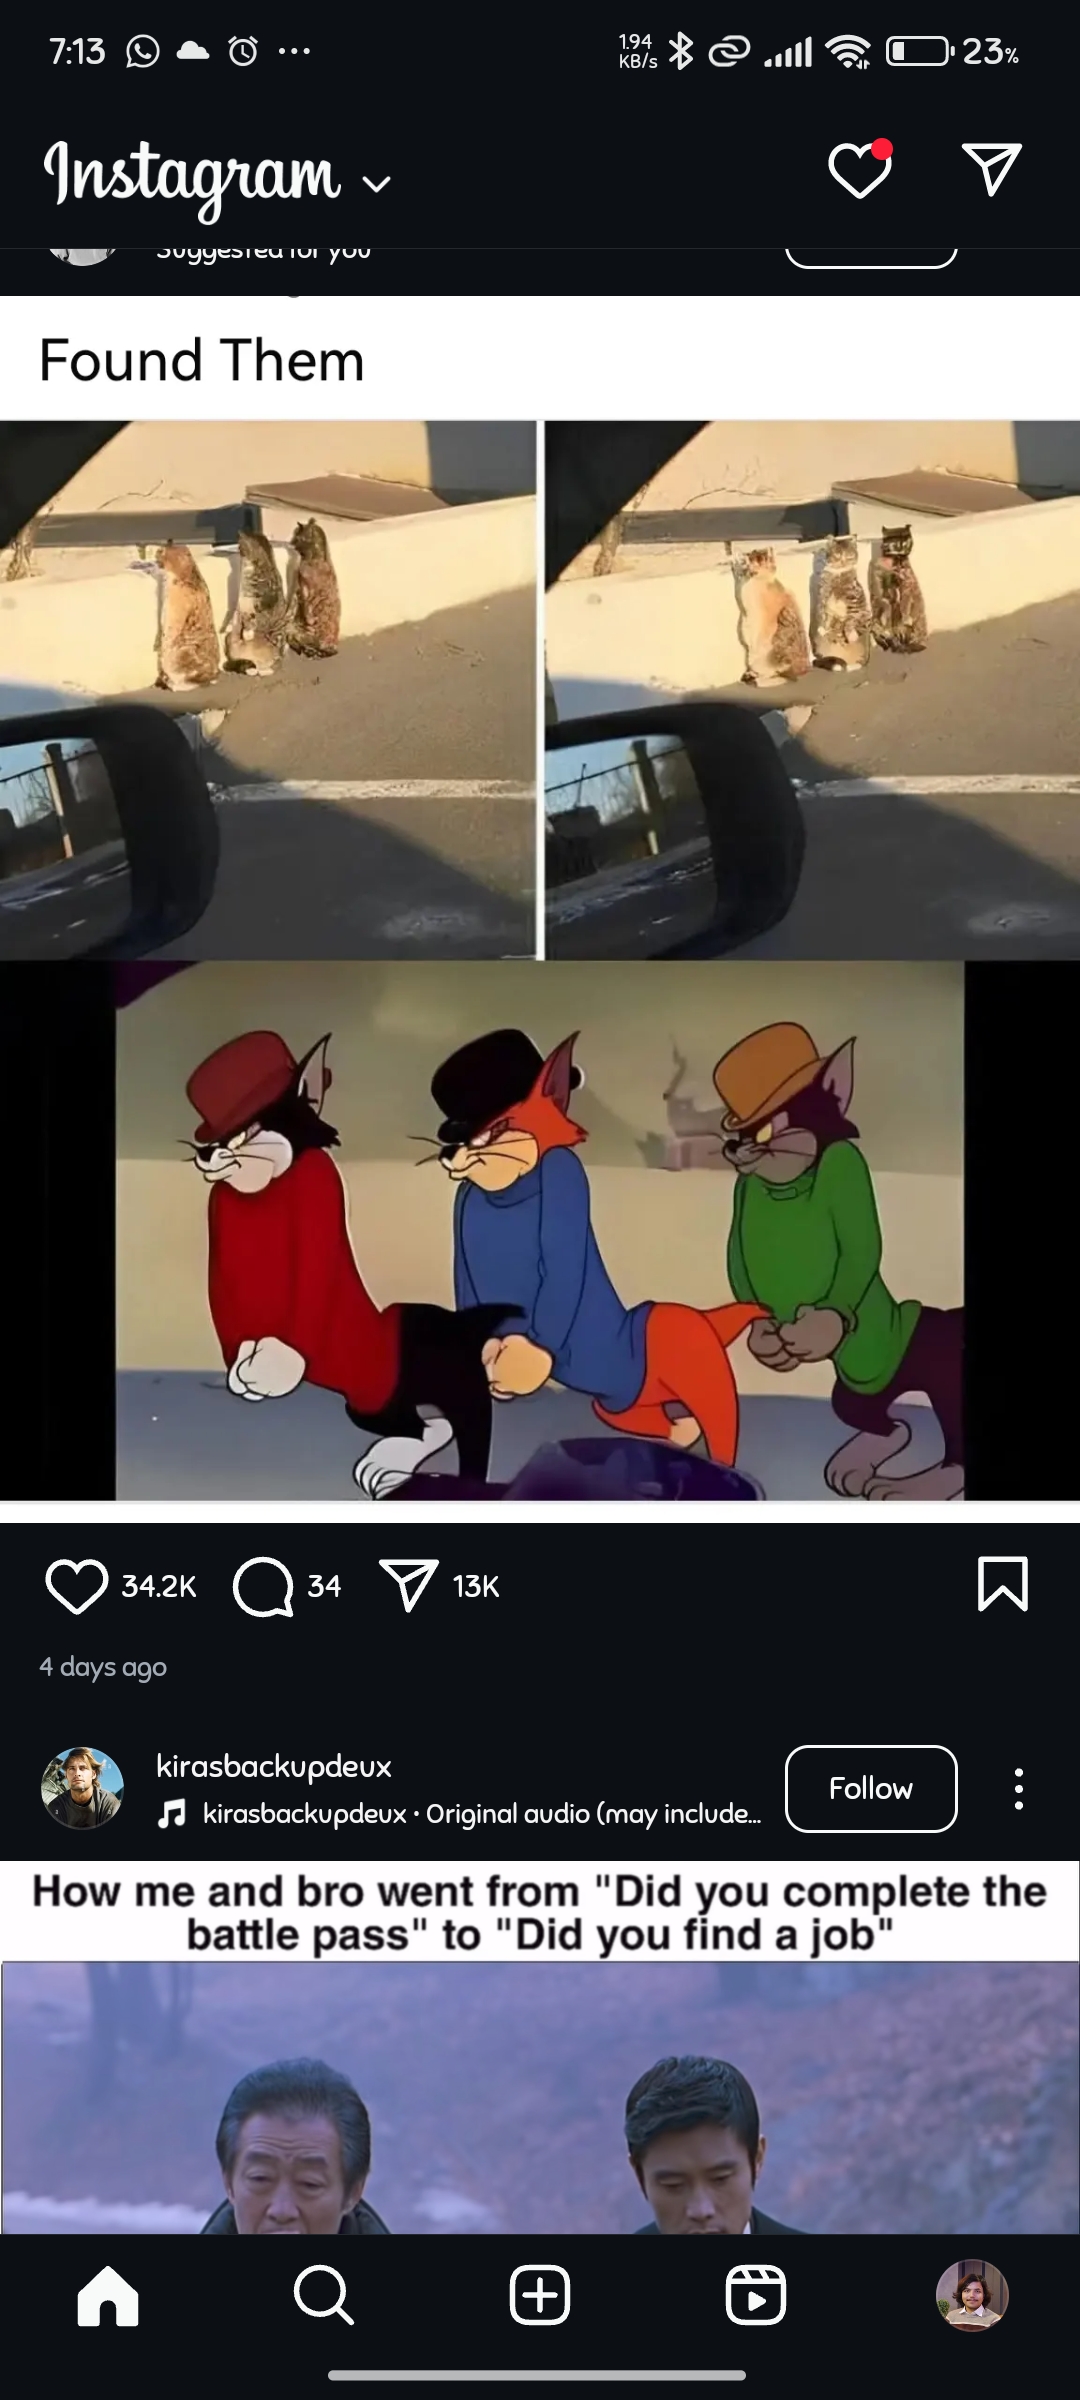 7:13
1.94
KB/s
23%
Instagram
Suggested for you
Found Them
34.2K 34 13K
4 days ago
kirasbackupdeux
kirasbackupdeux • Original audio (may include...
Follow
How me and bro went from "Did you complete the
battle pass" to "Did you find a job"